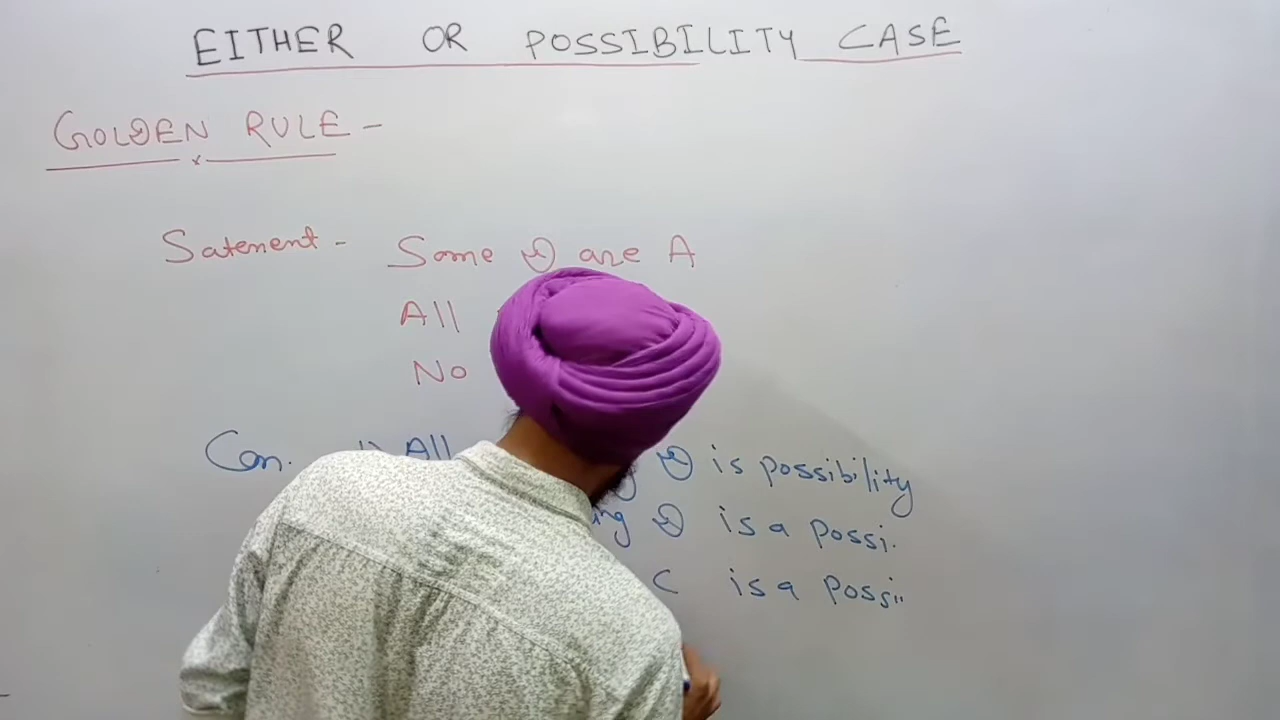 EITHER OR POSSIBILITY CASE
GOLDEN RULE -
Satement - Some are A
All
No
Con. All is possibility
is a possi.
C is a possi